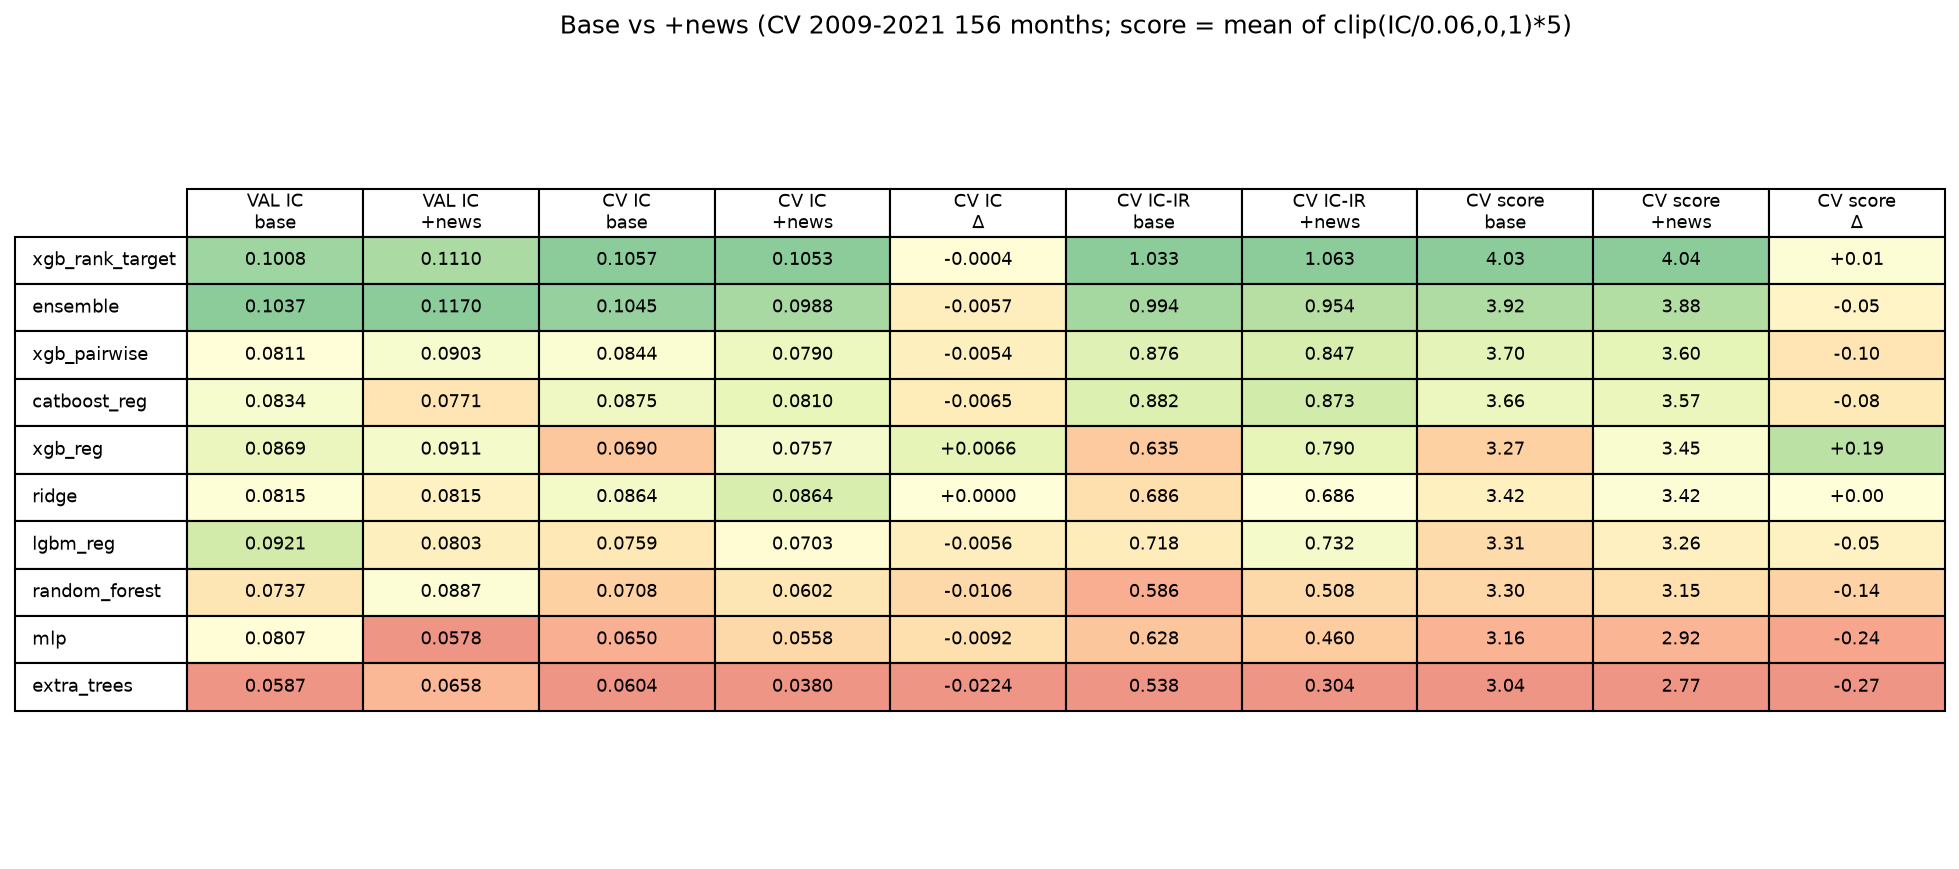 Base vs +news (CV 2009-2021 156 months; score = mean of clip(IC/0.06,0,1)*5)
VAL IC base | VAL IC +news | CV IC base | CV IC +news | CV IC Δ | CV IC-IR base | CV IC-IR +news | CV score base | CV score +news | CV score Δ
xgb_rank_target 0.1008 0.1110 0.1057 0.1053 -0.0004 1.033 1.063 4.03 4.04 +0.01
ensemble 0.1037 0.1170 0.1045 0.0988 -0.0057 0.994 0.954 3.92 3.88 -0.05
xgb_pairwise 0.0811 0.0903 0.0844 0.0790 -0.0054 0.876 0.847 3.70 3.60 -0.10
catboost_reg 0.0834 0.0771 0.0875 0.0810 -0.0065 0.882 0.873 3.66 3.57 -0.08
xgb_reg 0.0869 0.0911 0.0690 0.0757 +0.0066 0.635 0.790 3.27 3.45 +0.19
ridge 0.0815 0.0815 0.0864 0.0864 +0.0000 0.686 0.686 3.42 3.42 +0.00
lgbm_reg 0.0921 0.0803 0.0759 0.0703 -0.0056 0.718 0.732 3.31 3.26 -0.05
random_forest 0.0737 0.0887 0.0708 0.0602 -0.0106 0.586 0.508 3.30 3.15 -0.14
mlp 0.0807 0.0578 0.0650 0.0558 -0.0092 0.628 0.460 3.16 2.92 -0.24
extra_trees 0.0587 0.0658 0.0604 0.0380 -0.0224 0.538 0.304 3.04 2.77 -0.27